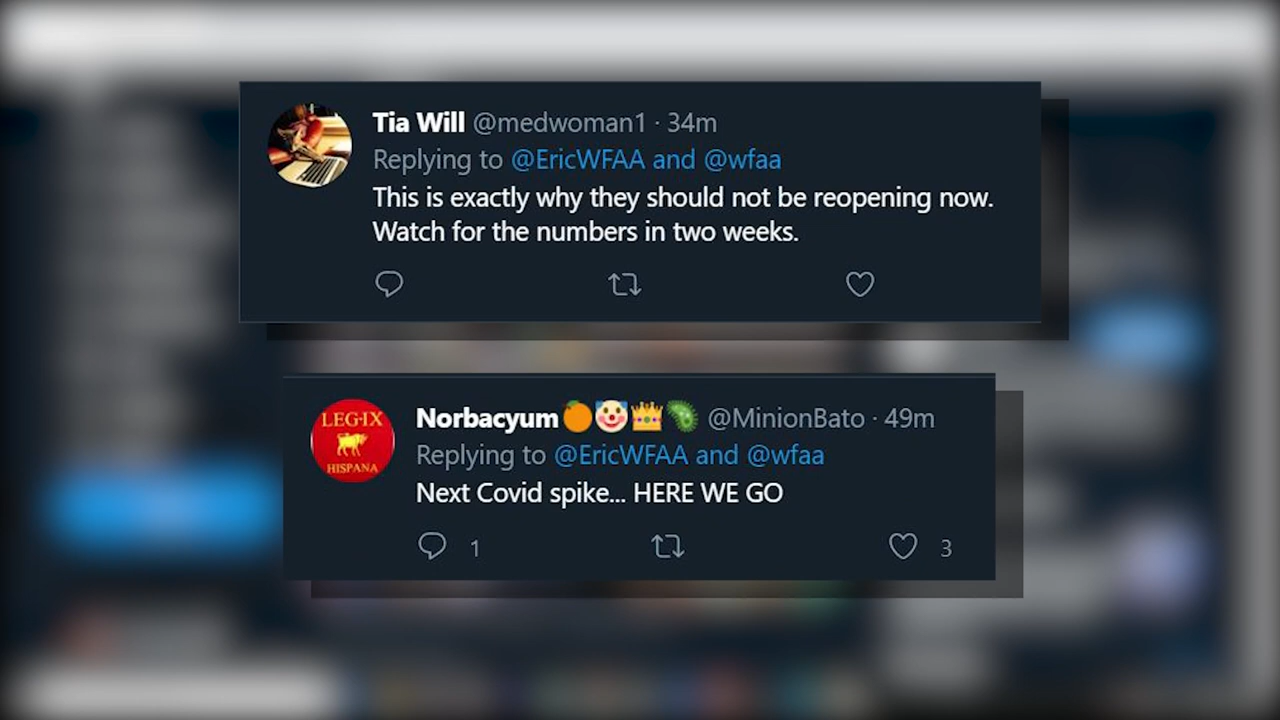 Tia Will @medwoman1 · 34m
Replying to @EricWFAA and @wfaa
This is exactly why they should not be reopening now.
Watch for the numbers in two weeks.
LEG·IX
HISPANA
Norbacyum🍊🤡👑🦠 @MinionBato · 49m
Replying to @EricWFAA and @wfaa
Next Covid spike... HERE WE GO
1 3